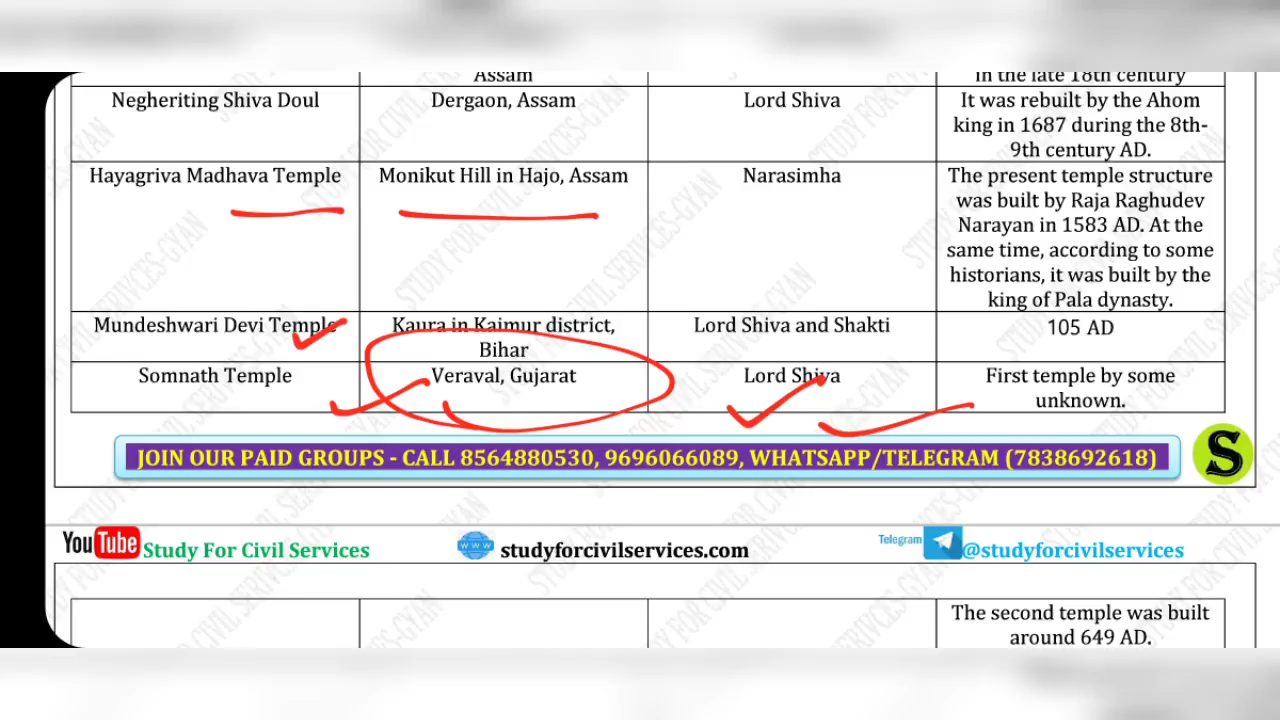 Assam
in the late 18th century
Negheriting Shiva Doul
Dergaon, Assam
Lord Shiva
It was rebuilt by the Ahom
king in 1687 during the 8th-
9th century AD.
Hayagriva Madhava Temple
Monikut Hill in Hajo, Assam
Narasimha
The present temple structure
was built by Raja Raghudev
Narayan in 1583 AD. At the
same time, according to some
historians, it was built by the
king of Pala dynasty.
Mundeshwari Devi Temple
Kaura in Kaimur district,
Bihar
Lord Shiva and Shakti
105 AD
Somnath Temple
Veraval, Gujarat
Lord Shiva
First temple by some
unknown.
JOIN OUR PAID GROUPS - CALL 8564880530, 9696066089, WHATSAPP/TELEGRAM (7838692618)
S
YouTube Study For Civil Services
www studyforcivilservices.com
Telegram @studyforcivilservices
The second temple was built
around 649 AD.